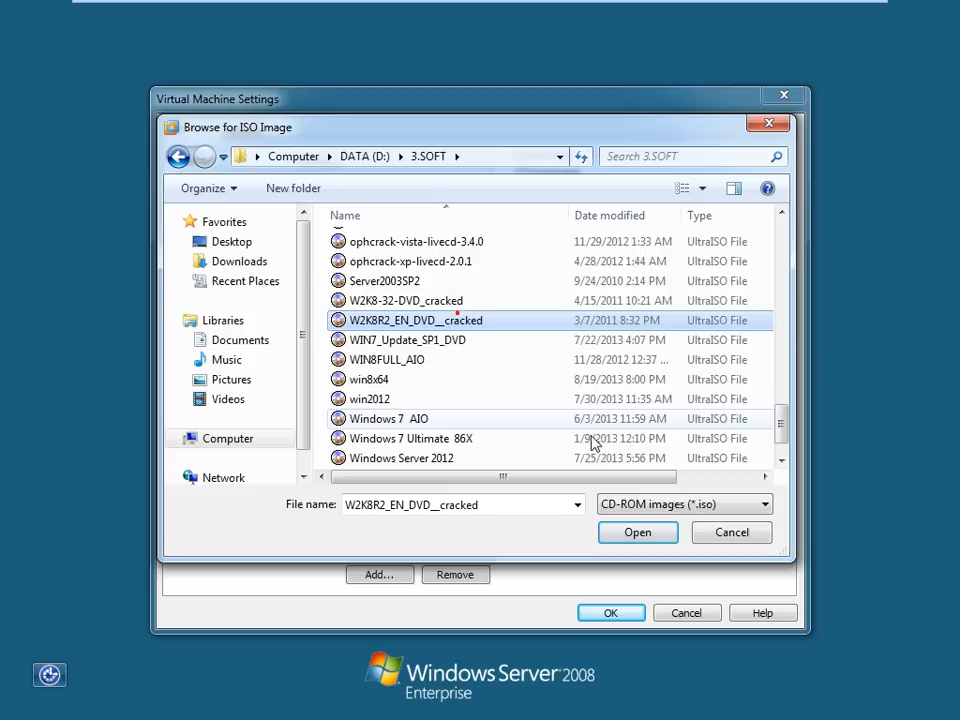 Virtual Machine Settings
Browse for ISO Image
Computer DATA (D:) 3.SOFT Search 3.SOFT
Organize New folder
Name Date modified Type
Favorites
Desktop
Downloads
Recent Places
Libraries
Documents
Music
Pictures
Videos
Computer
Network
ophcrack-vista-livecd-3.4.0 11/29/2012 1:33 AM UltraISO File
ophcrack-xp-livecd-2.0.1 4/28/2012 1:44 AM UltraISO File
Server2003SP2 9/24/2010 2:14 PM UltraISO File
W2K8-32-DVD_cracked 4/15/2011 10:21 AM UltraISO File
W2K8R2_EN_DVD__cracked 3/7/2011 8:32 PM UltraISO File
WIN7_Update_SP1_DVD 7/22/2013 4:07 PM UltraISO File
WIN8FULL_AIO 11/28/2012 12:37 ... UltraISO File
win8x64 8/19/2013 8:00 PM UltraISO File
win2012 7/30/2013 11:35 AM UltraISO File
Windows 7 AIO 6/3/2013 11:59 AM UltraISO File
Windows 7 Ultimate 86X 12:10 PM UltraISO File
Windows Server 2012 7/25/2013 5:56 PM UltraISO File
File name: W2K8R2_EN_DVD__cracked CD-ROM images (*.iso)
Open Cancel
Add... Remove
OK Cancel Help
Windows Server 2008
Enterprise